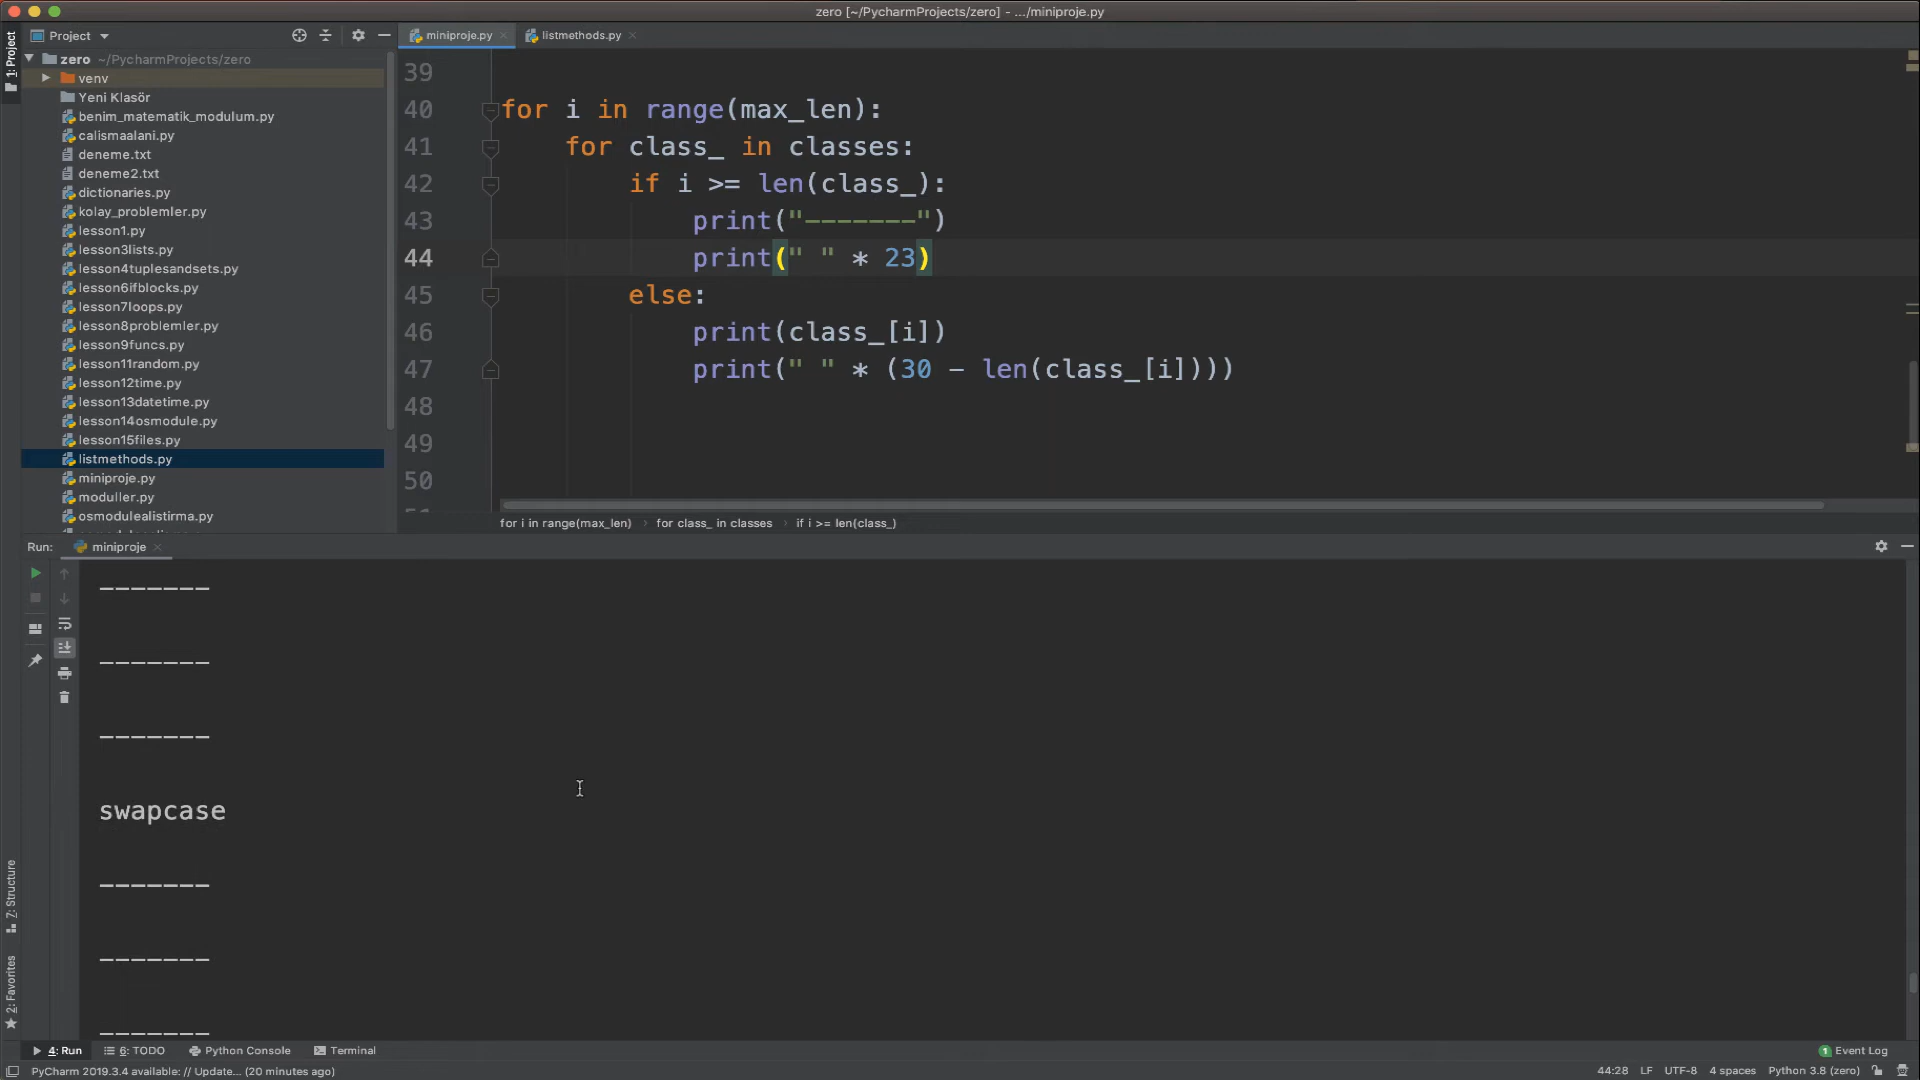 zero [~/PycharmProjects/zero] - .../miniproje.py
Project
miniproje.py
listmethods.py
1: Project
zero ~/PycharmProjects/zero
venv
Yeni Klasör
benim_matematik_modulum.py
calismaalani.py
deneme.txt
deneme2.txt
dictionaries.py
kolay_problemler.py
lesson1.py
lesson3lists.py
lesson4tuplesandsets.py
lesson6ifblocks.py
lesson7loops.py
lesson8problemler.py
lesson9funcs.py
lesson11random.py
lesson12time.py
lesson13datetime.py
lesson14osmodule.py
lesson15files.py
listmethods.py
miniproje.py
moduller.py
osmodulealistirma.py
39
40 for i in range(max_len):
41 for class_ in classes:
42 if i >= len(class_):
43 print("-------")
44 print(" " * 23)
45 else:
46 print(class_[i])
47 print(" " * (30 - len(class_[i])))
48
49
50
for i in range(max_len) › for class_ in classes › if i >= len(class_)
Run: miniproje
-------
-------
-------
swapcase
-------
-------
-------
7: Structure
2: Favorites
4: Run
6: TODO
Python Console
Terminal
1 Event Log
PyCharm 2019.3.4 available: // Update... (20 minutes ago)
44:28 LF UTF-8 4 spaces Python 3.8 (zero)